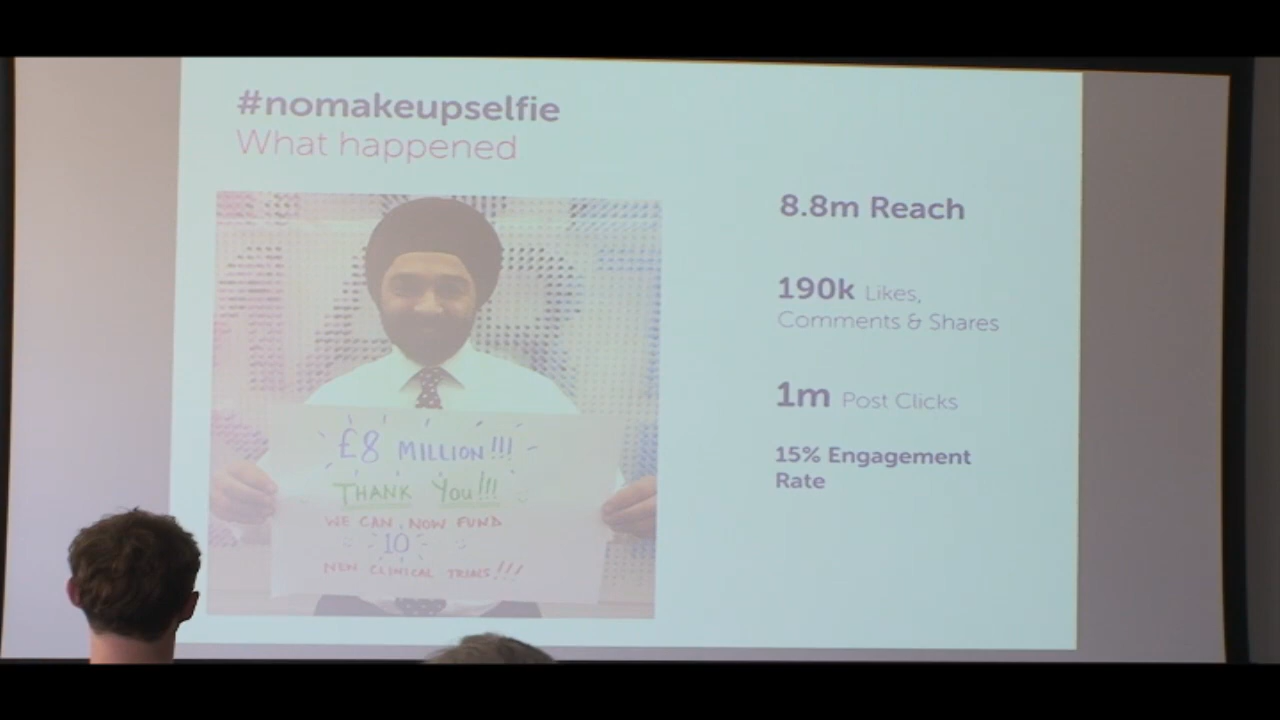 #nomakeupselfie
What happened
£8 MILLION!!!
THANK You!!!
WE CAN NOW FUND
10
NEW CLINICAL TRIALS!!!
8.8m Reach
190k Likes,
Comments & Shares
1m Post Clicks
15% Engagement
Rate